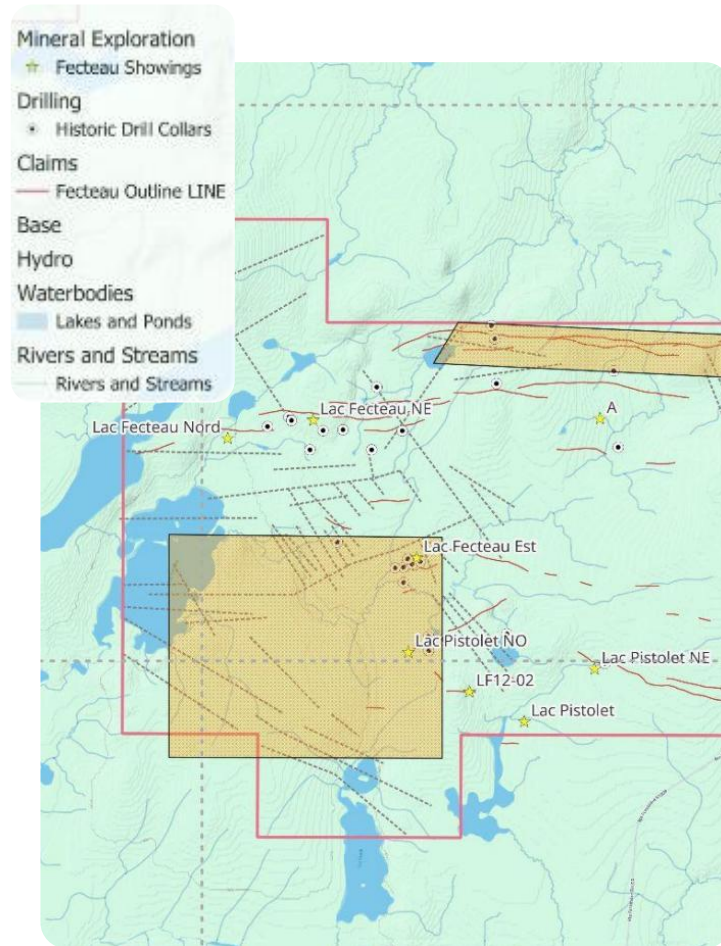 Mineral Exploration
Fecteau Showings
Drilling
Historic Drill Collars
Claims
Fecteau Outline LINE
Base
Hydro
Waterbodies
Lakes and Ponds
Rivers and Streams
Rivers and Streams
Lac Fecteau NE
A
Lac Fecteau Nord
Lac Fecteau Est
Lac Pistolet NO
Lac Pistolet NE
LF12-02
Lac Pistolet